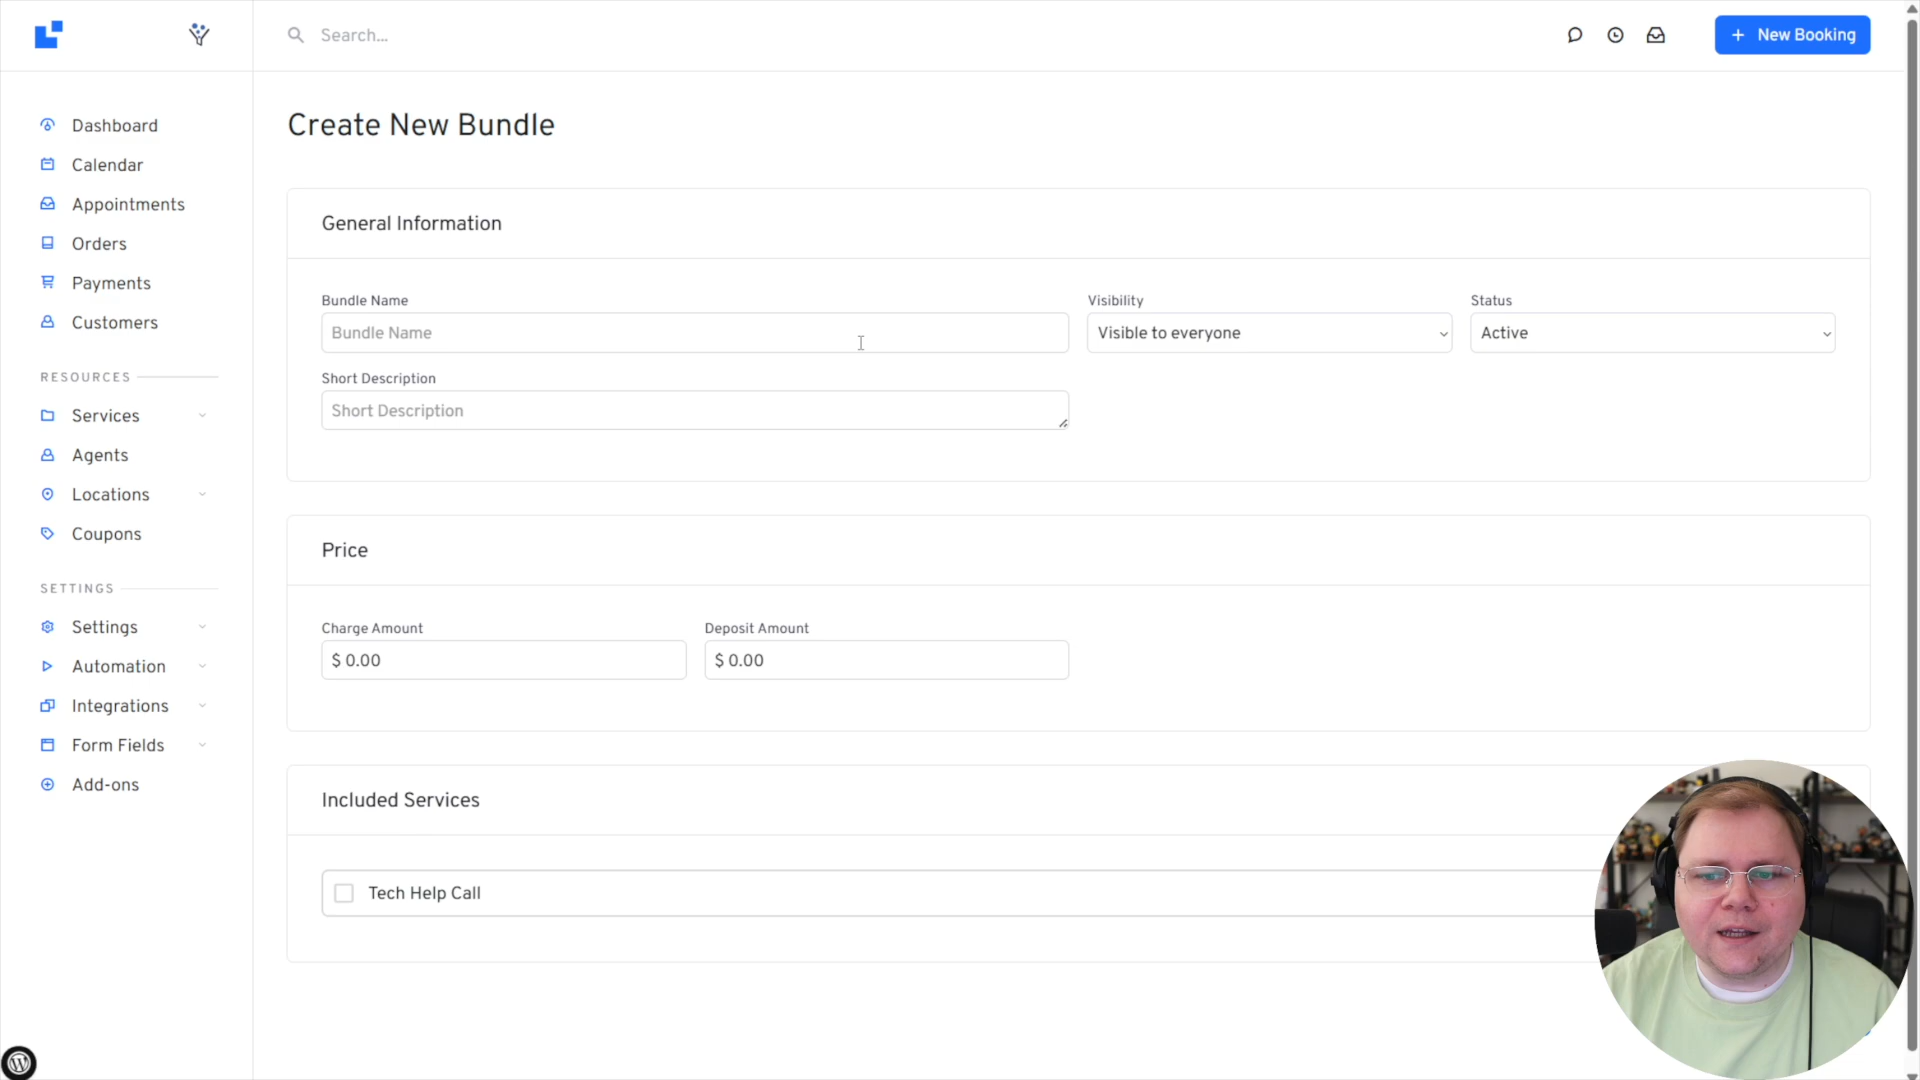 Search...
+ New Booking
Dashboard
Calendar
Appointments
Orders
Payments
Customers
RESOURCES
Services
Agents
Locations
Coupons
SETTINGS
Settings
Automation
Integrations
Form Fields
Add-ons
Create New Bundle
General Information
Bundle Name
Visibility
Status
Bundle Name
Visible to everyone
Active
Short Description
Short Description
Price
Charge Amount
Deposit Amount
$ 0.00
$ 0.00
Included Services
Tech Help Call